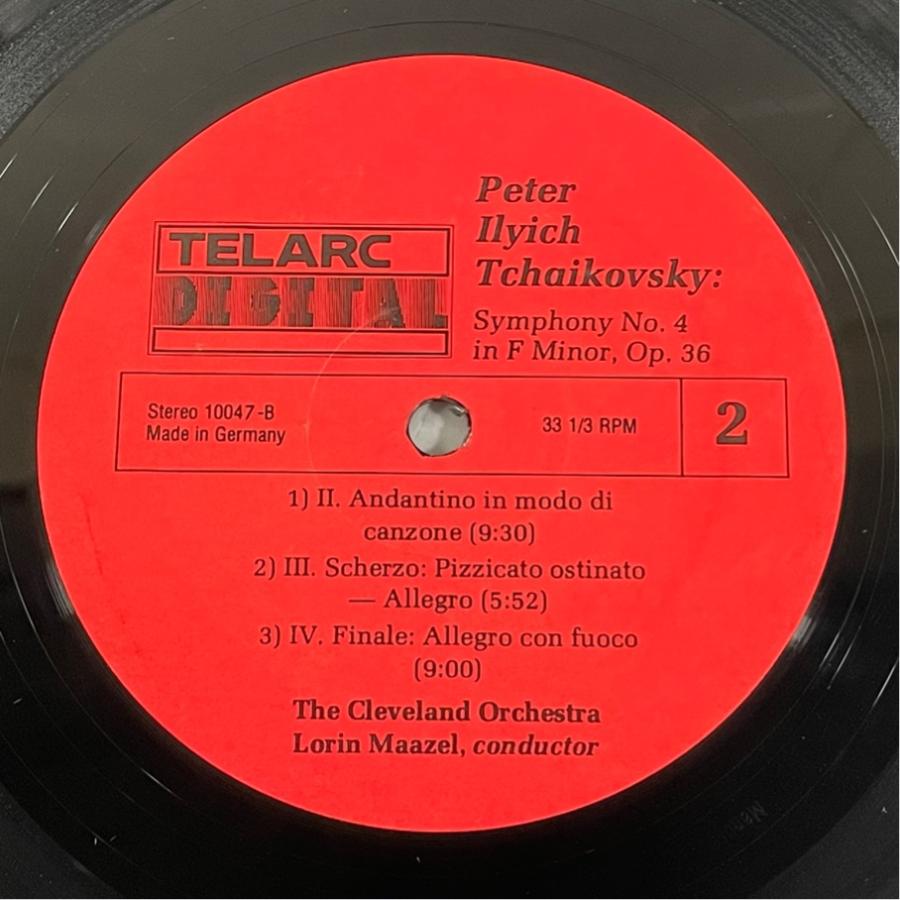 Peter
Ilyich
Tchaikovsky:
Symphony No. 4
in F Minor, Op. 36
TELARC
DIGITAL
Stereo 10047-B
Made in Germany
33 1/3 RPM
2
1) II. Andantino in modo di
canzone (9:30)
2) III. Scherzo: Pizzicato ostinato
— Allegro (5:52)
3) IV. Finale: Allegro con fuoco
(9:00)
The Cleveland Orchestra
Lorin Maazel, conductor